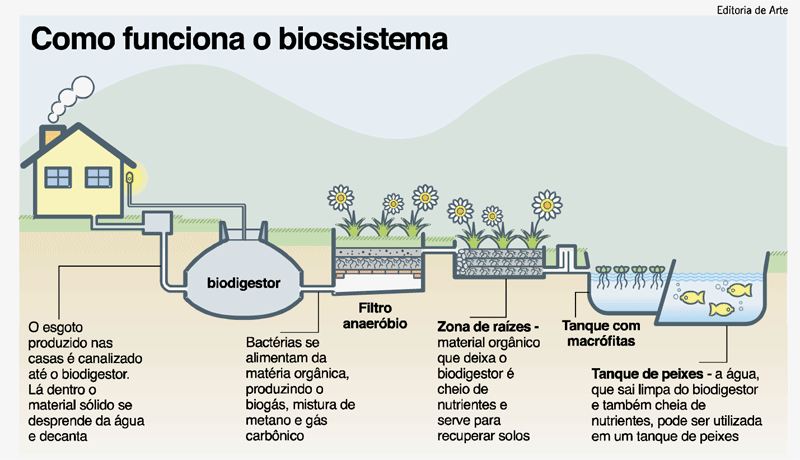 Editoria de Arte
Como funciona o biossistema
biodigestor
O esgoto
produzido nas
casas é canalizado
até o biodigestor.
Lá dentro o
material sólido se
desprende da água
e decanta
Bactérias se
alimentam da
matéria orgânica,
produzindo o
biogás, mistura de
metano e gás
carbônico
Filtro
anaeróbio
Zona de raízes -
material orgânico
que deixa o
biodigestor é
cheio de
nutrientes e
serve para
recuperar solos
Tanque com
macrófitas
Tanque de peixes - a água,
que sai limpa do biodigestor
e também cheia de
nutrientes, pode ser utilizada
em um tanque de peixes